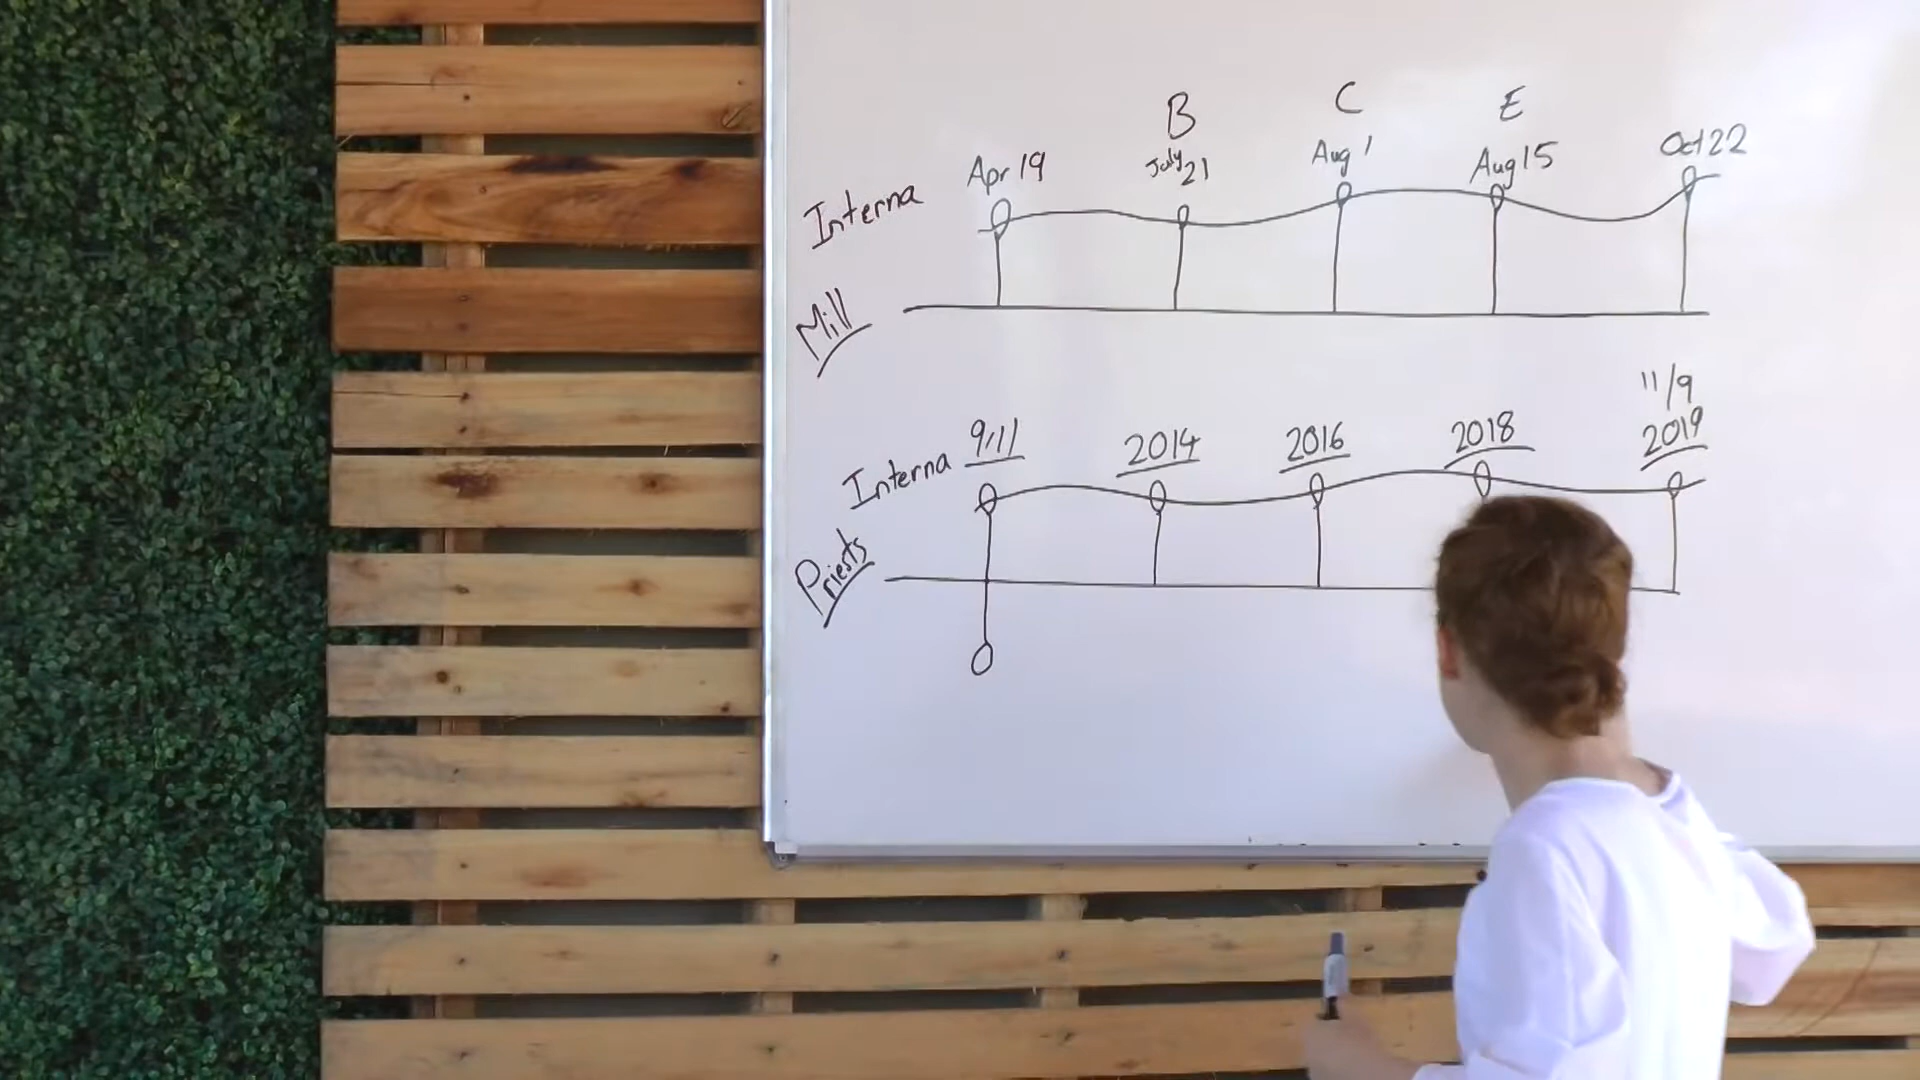 B C E
Apr 19 July 21 Aug 1 Aug 15 Oct 22
Interna
Mill
11/9
9/11 2014 2016 2018 2019
Interna
Priests